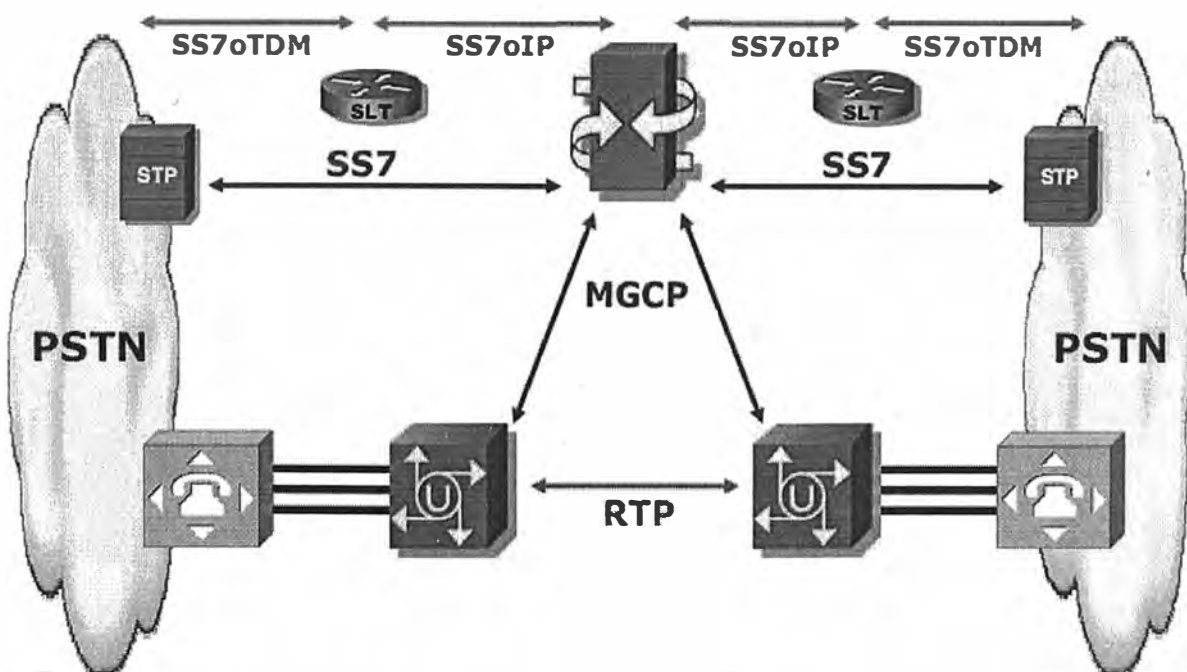 SS7oTDM SS7oIP SS7oIP SS7oTDM
SLT SLT
STP SS7 SS7 STP
MGCP
PSTN PSTN
U U
RTP